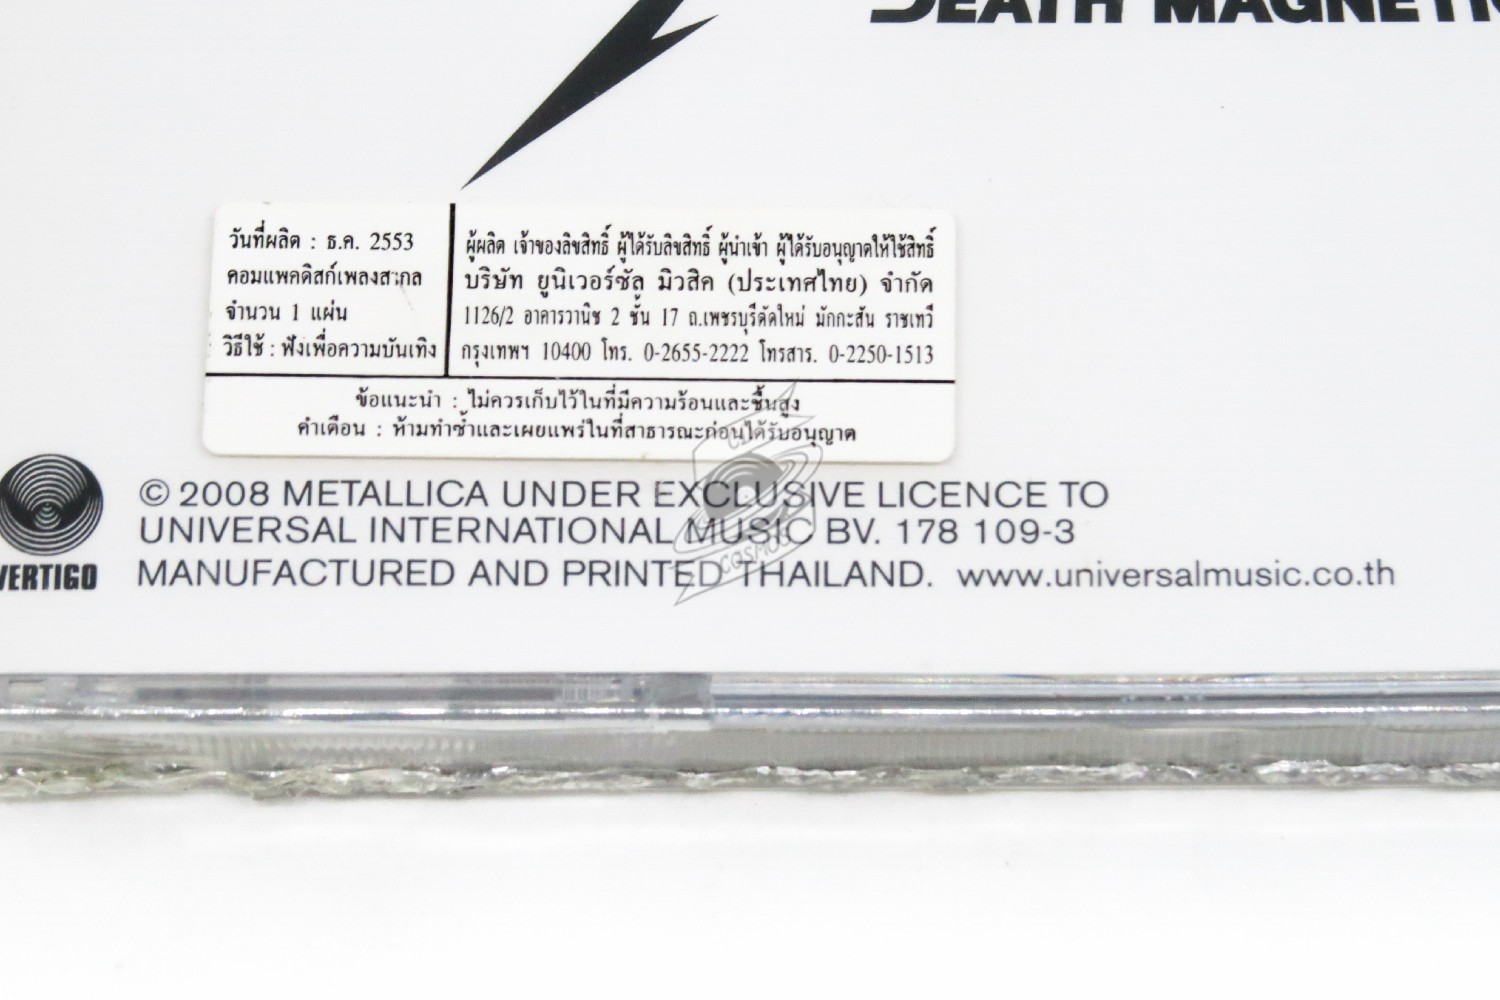 DEATH MAGNETIC
วันที่ผลิต : ธ.ค. 2553
คอมแพคดิสก์เพลงสากล
จำนวน 1 แผ่น
วิธีใช้ : ฟังเพื่อความบันเทิง
ผู้ผลิต เจ้าของลิขสิทธิ์ ผู้ได้รับลิขสิทธิ์ ผู้นำเข้า ผู้ได้รับอนุญาตให้ใช้สิทธิ์
บริษัท ยูนิเวอร์ซัล มิวสิค (ประเทศไทย) จำกัด
1126/2 อาคารวานิช 2 ชั้น 17 ถ.เพชรบุรีตัดใหม่ มักกะสัน ราชเทวี
กรุงเทพฯ 10400 โทร. 0-2655-2222 โทรสาร. 0-2250-1513
ข้อแนะนำ : ไม่ควรเก็บไว้ในที่มีความร้อนและชื้นสูง
คำเตือน : ห้ามทำซ้ำและเผยแพร่ในที่สาธารณะก่อนได้รับอนุญาต
© 2008 METALLICA UNDER EXCLUSIVE LICENCE TO
UNIVERSAL INTERNATIONAL MUSIC BV. 178 109-3
MANUFACTURED AND PRINTED THAILAND. www.universalmusic.co.th
VERTIGO
COSMOS